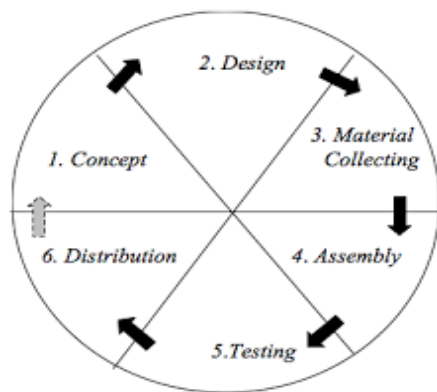 1. Concept
2. Design
3. Material
Collecting
4. Assembly
5.Testing
6. Distribution